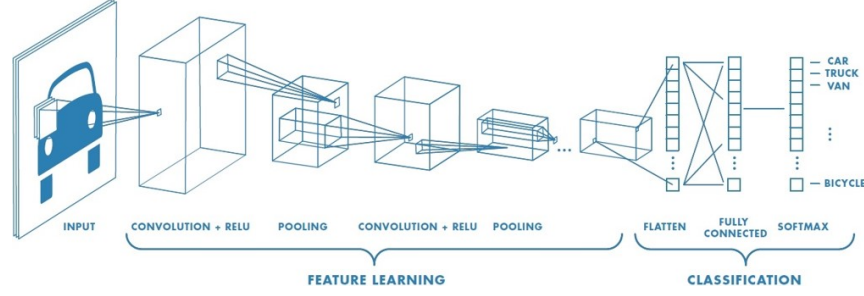 CAR
TRUCK
VAN
BICYCLE
INPUT
CONVOLUTION + RELU
POOLING
CONVOLUTION + RELU
POOLING
FLATTEN
FULLY
CONNECTED
SOFTMAX
FEATURE LEARNING
CLASSIFICATION